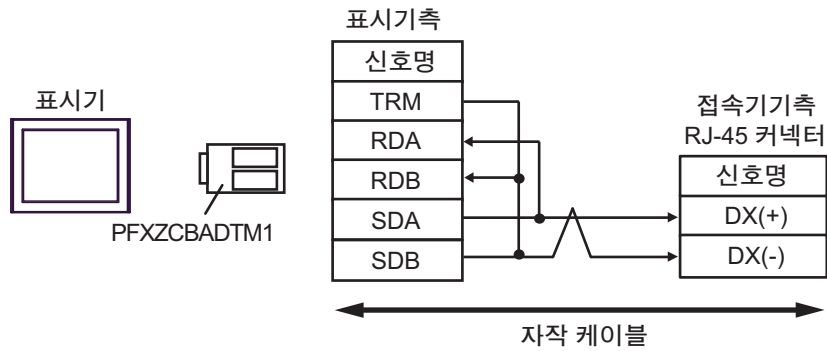 표시기
PFXZCBADTM1
표시기측
신호명
TRM
RDA
RDB
SDA
SDB
접속기기측
RJ-45 커넥터
신호명
DX(+)
DX(-)
자작 케이블